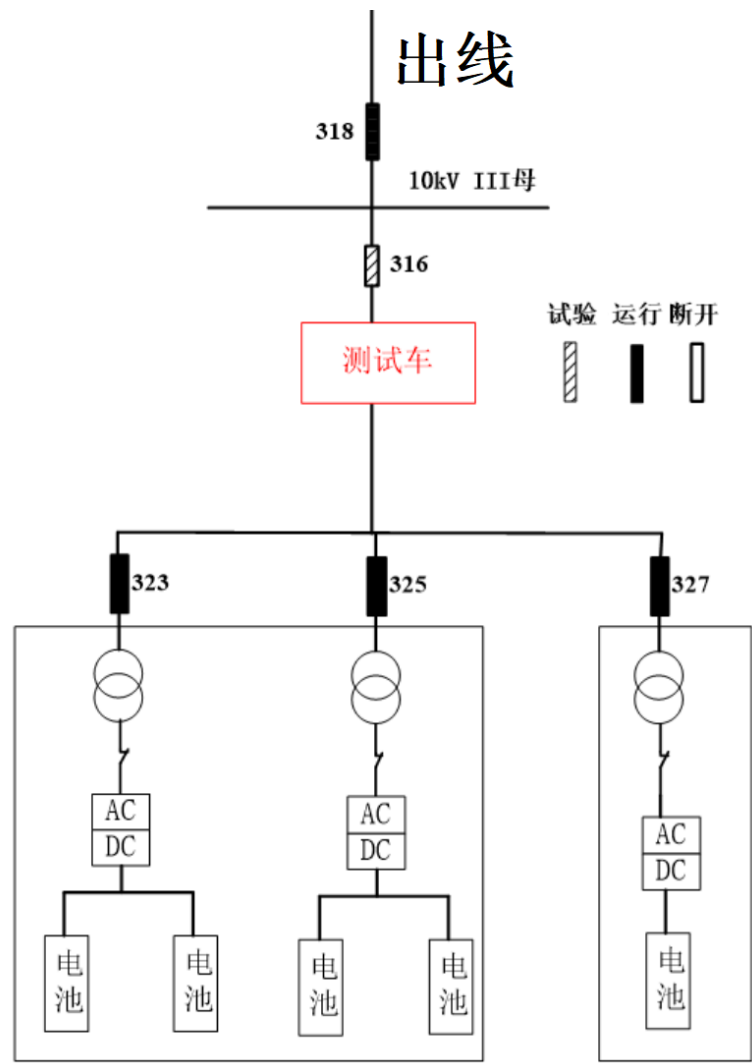 出线
318
10kV III母
316
试验 运行 断开
测试车
323
325
327
AC
DC
AC
DC
AC
DC
电池
电池
电池
电池
电池